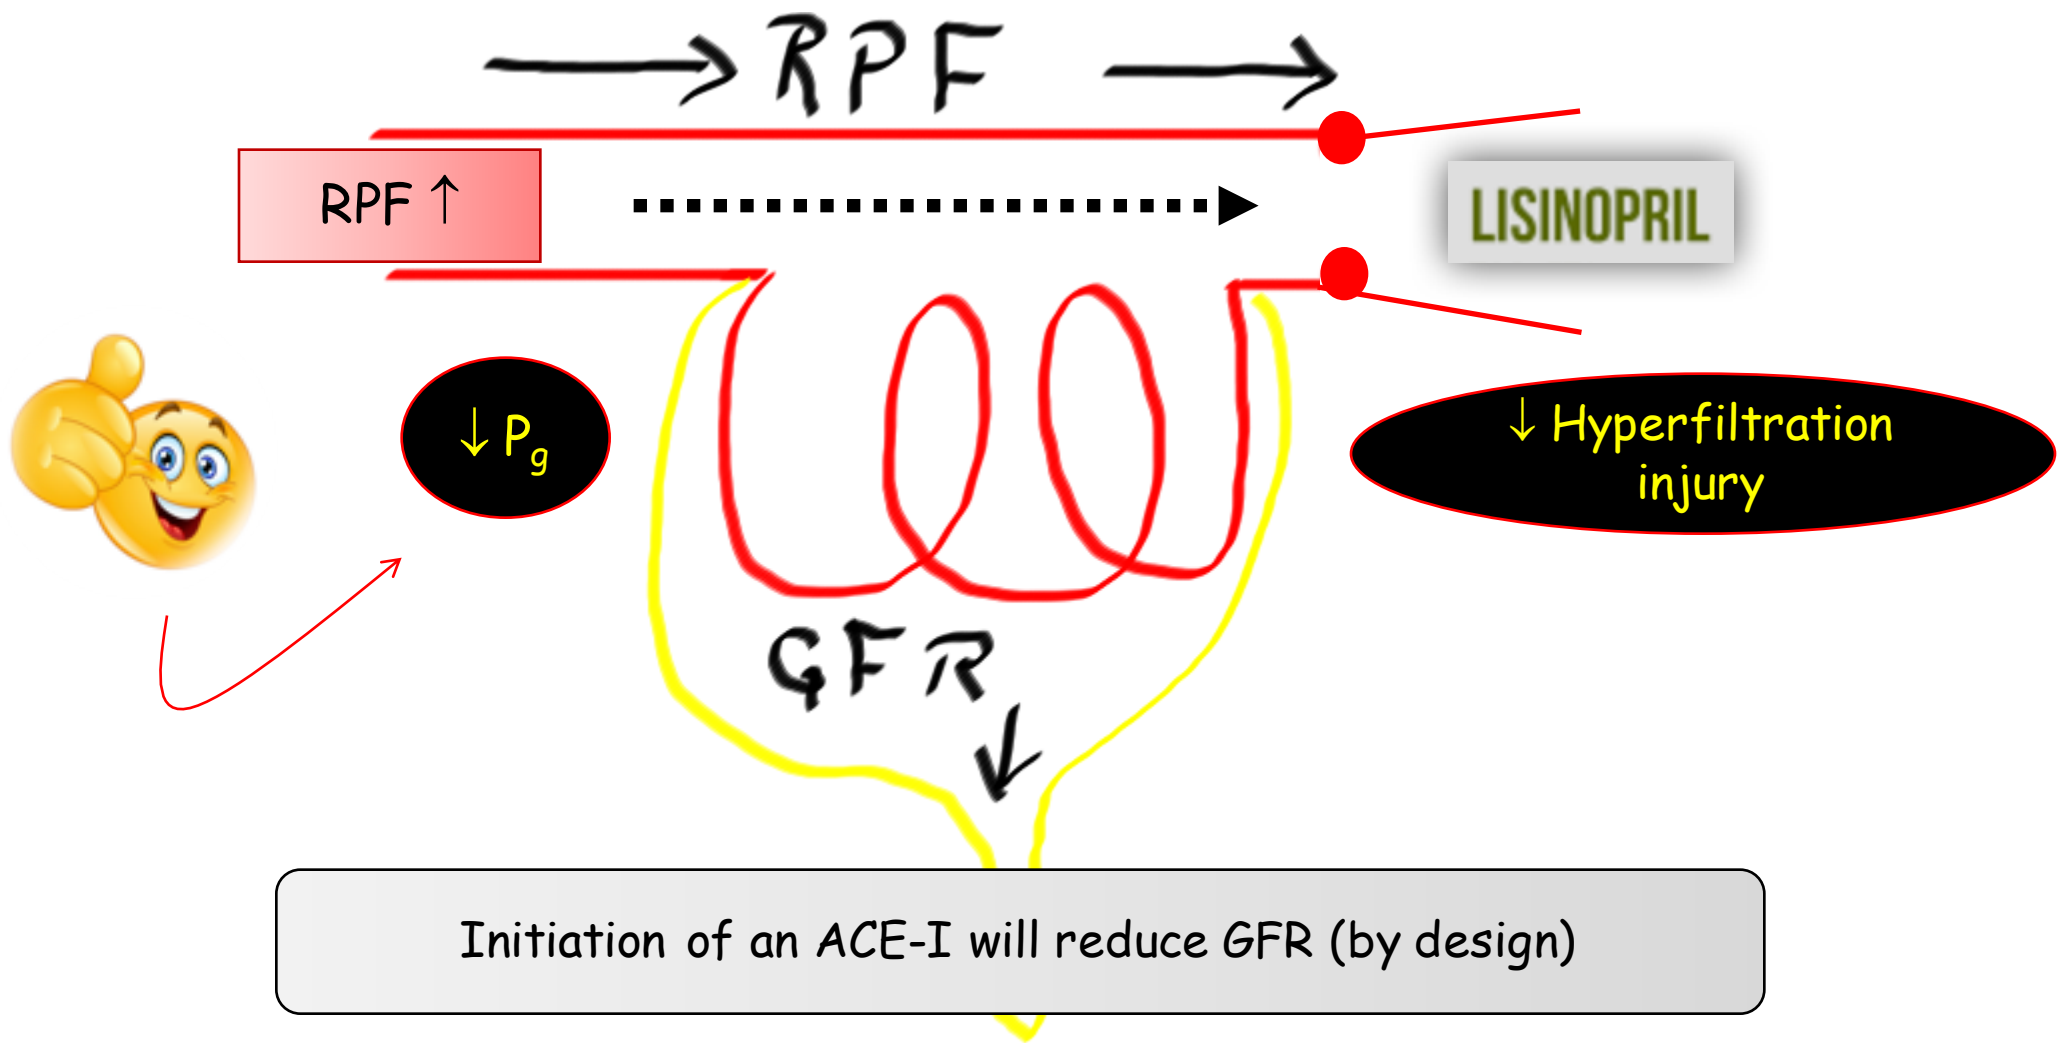 RPF
RPF ↑
LISINOPRIL
↓ Pg
↓ Hyperfiltration
injury
GFR
Initiation of an ACE-I will reduce GFR (by design)